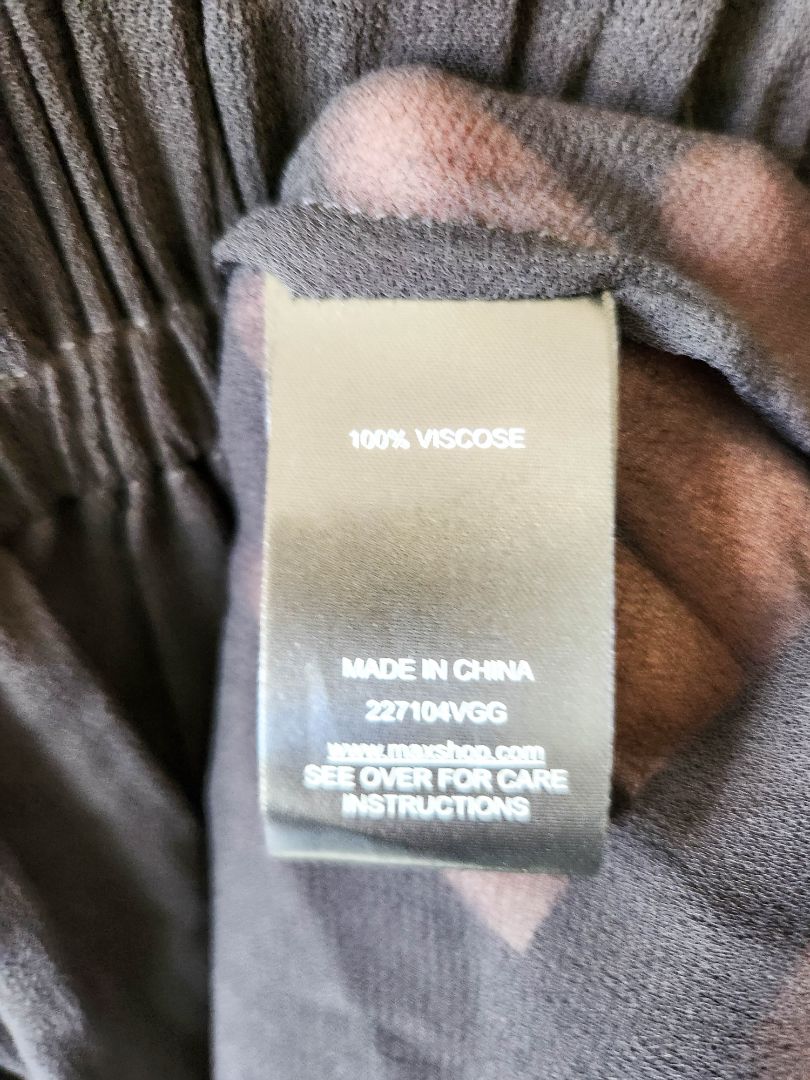 100% VISCOSE
MADE IN CHINA
227104VGG
www.maxshop.com
SEE OVER FOR CARE
INSTRUCTIONS